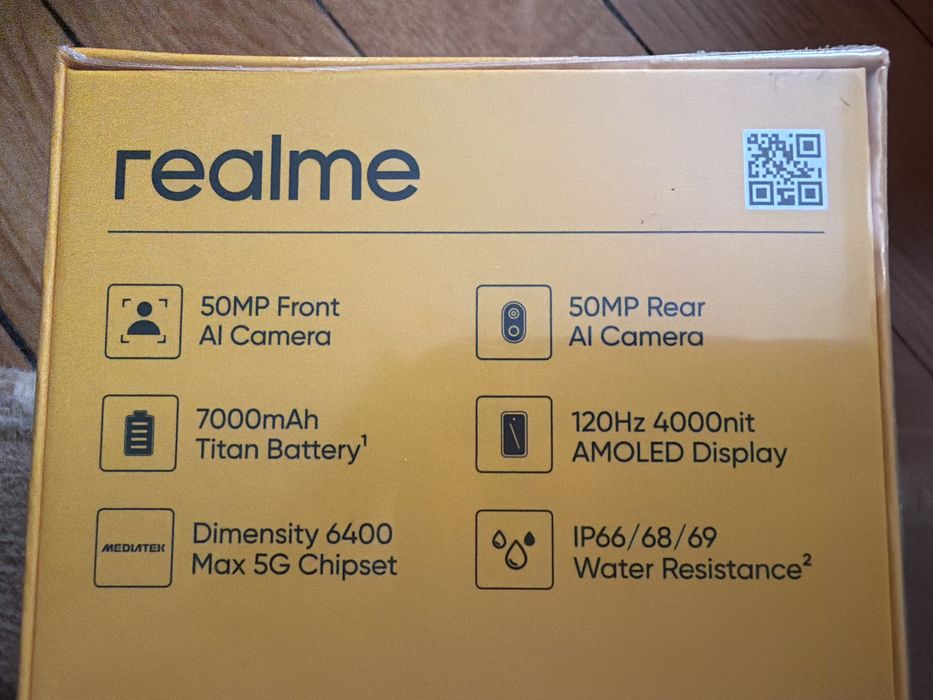 realme
50MP Front
AI Camera
50MP Rear
AI Camera
7000mAh
Titan Battery¹
120Hz 4000nit
AMOLED Display
MEDIATEK
Dimensity 6400
Max 5G Chipset
IP66/68/69
Water Resistance²